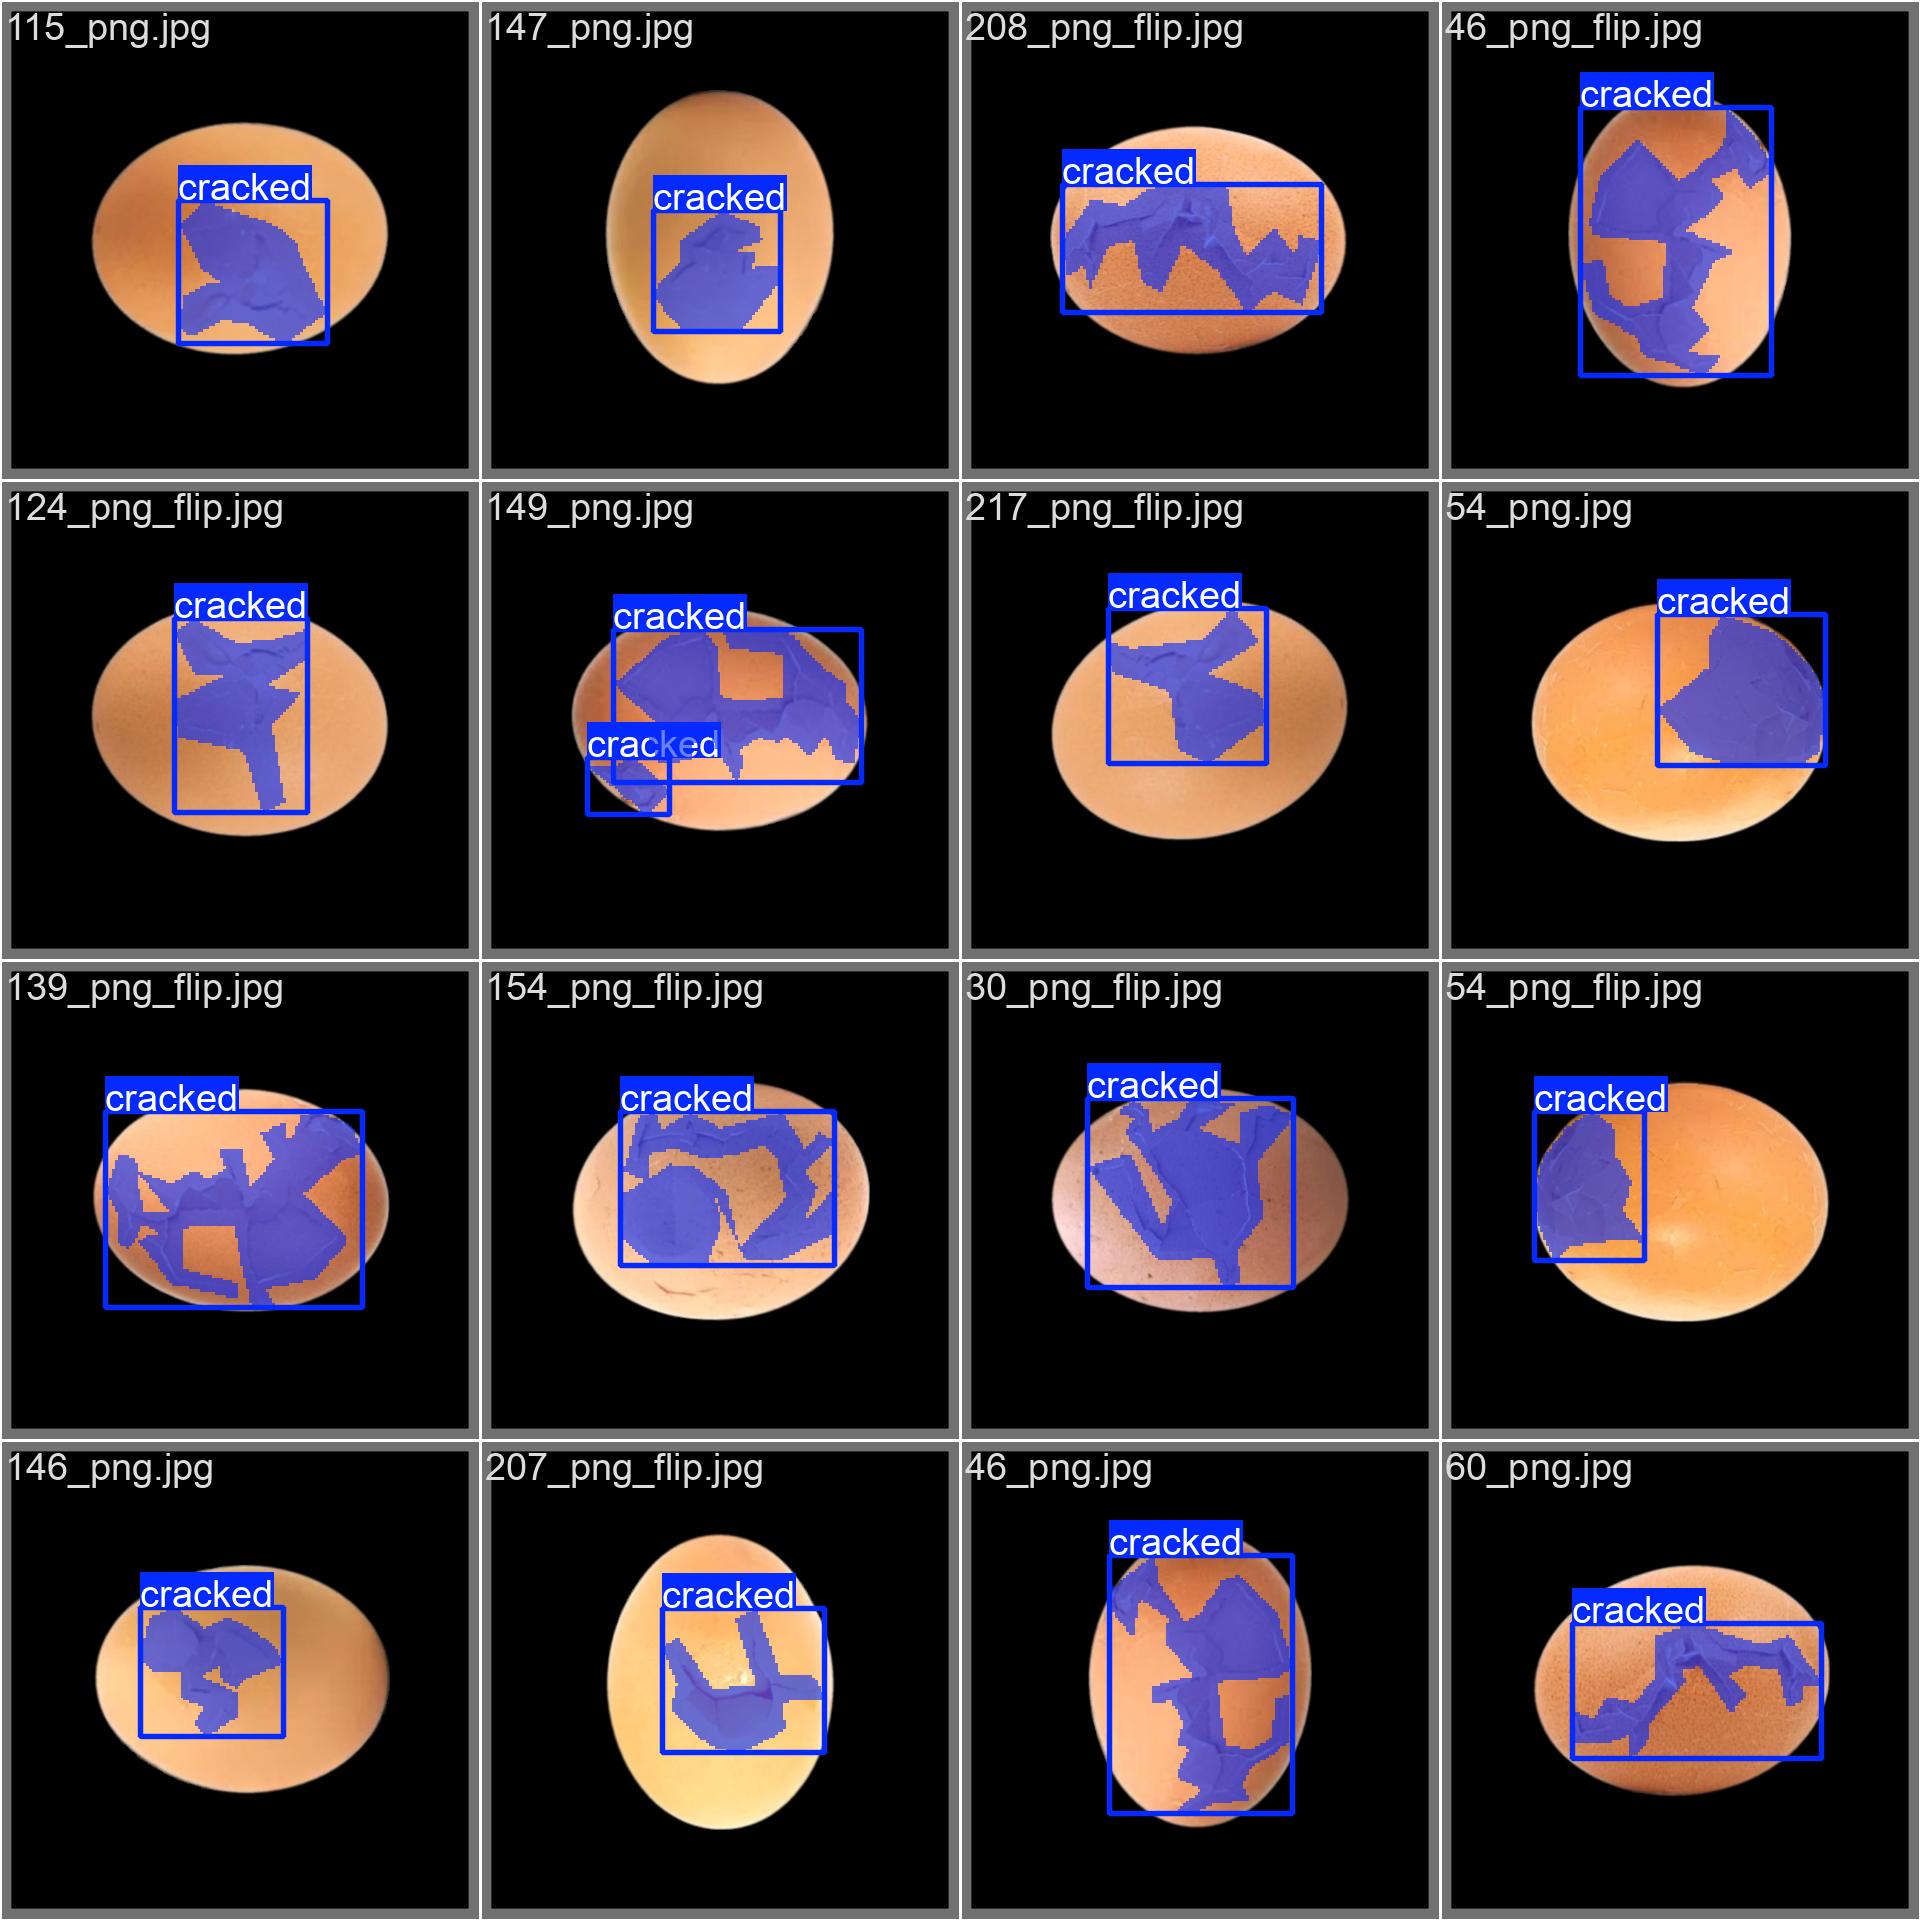 115_png.jpg
cracked
147_png.jpg
cracked
208_png_flip.jpg
cracked
46_png_flip.jpg
cracked
124_png_flip.jpg
cracked
149_png.jpg
cracked
cracked
217_png_flip.jpg
cracked
54_png.jpg
cracked
139_png_flip.jpg
cracked
154_png_flip.jpg
cracked
30_png_flip.jpg
cracked
54_png_flip.jpg
cracked
146_png.jpg
cracked
207_png_flip.jpg
cracked
46_png.jpg
cracked
60_png.jpg
cracked